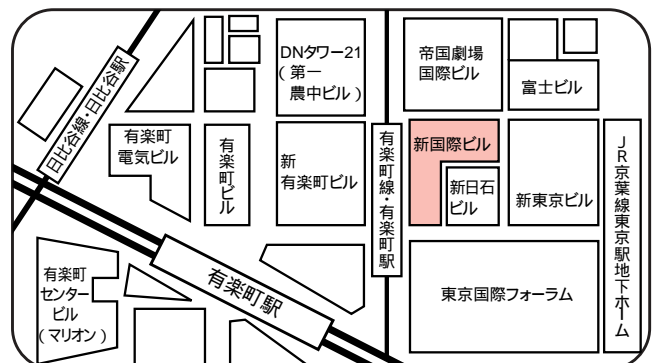 DNタワー21
(第一
農中ビル)
帝国劇場
国際ビル
富士ビル
日比谷線・日比谷駅
有楽町
電気ビル
有楽町ビル
新
有楽町ビル
有楽町線・有楽町駅
新国際ビル
新日石
ビル
新東京ビル
JR京葉線東京駅地下ホーム
有楽町
センター
ビル
(マリオン)
有楽町駅
東京国際フォーラム